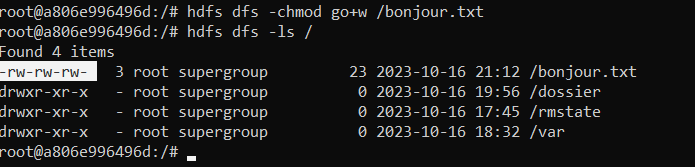 root@a806e996496d:/# hdfs dfs -chmod go+w /bonjour.txt
root@a806e996496d:/# hdfs dfs -ls /
Found 4 items
-rw-rw-rw-   3 root supergroup         23 2023-10-16 21:12 /bonjour.txt
drwxr-xr-x   - root supergroup          0 2023-10-16 19:56 /dossier
drwxr-xr-x   - root supergroup          0 2023-10-16 17:45 /rmstate
drwxr-xr-x   - root supergroup          0 2023-10-16 18:32 /var
root@a806e996496d:/#